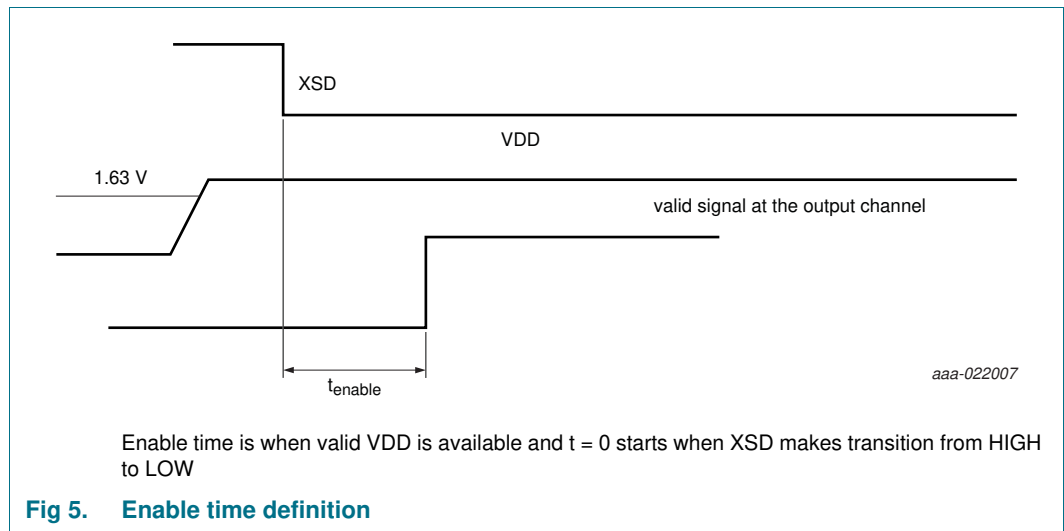 XSD
VDD
1.63 V
valid signal at the output channel
tenable
aaa-022007
Enable time is when valid VDD is available and t = 0 starts when XSD makes transition from HIGH
to LOW
Fig 5. Enable time definition